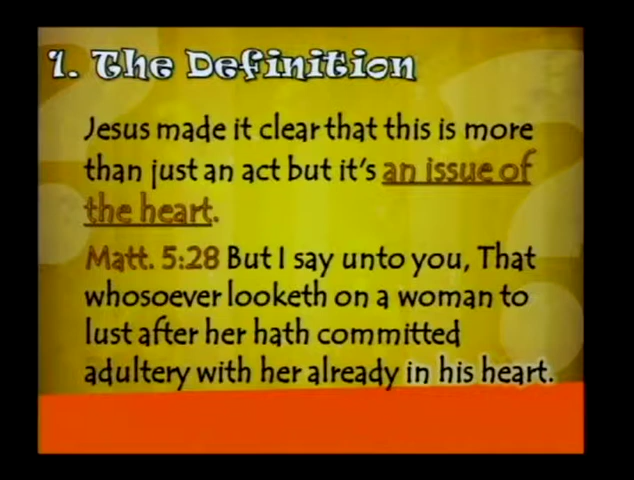 1. The Definition
Jesus made it clear that this is more
than just an act but it's an issue of
the heart.
Matt. 5:28 But I say unto you, That
whosoever looketh on a woman to
lust after her hath committed
adultery with her already in his heart.